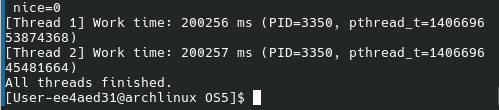 nice=0
[Thread 1] Work time: 200256 ms (PID=3350, pthread_t=1406696
53874368)
[Thread 2] Work time: 200257 ms (PID=3350, pthread_t=1406696
45481664)
All threads finished.
[User-ee4aed31@archlinux OS5]$